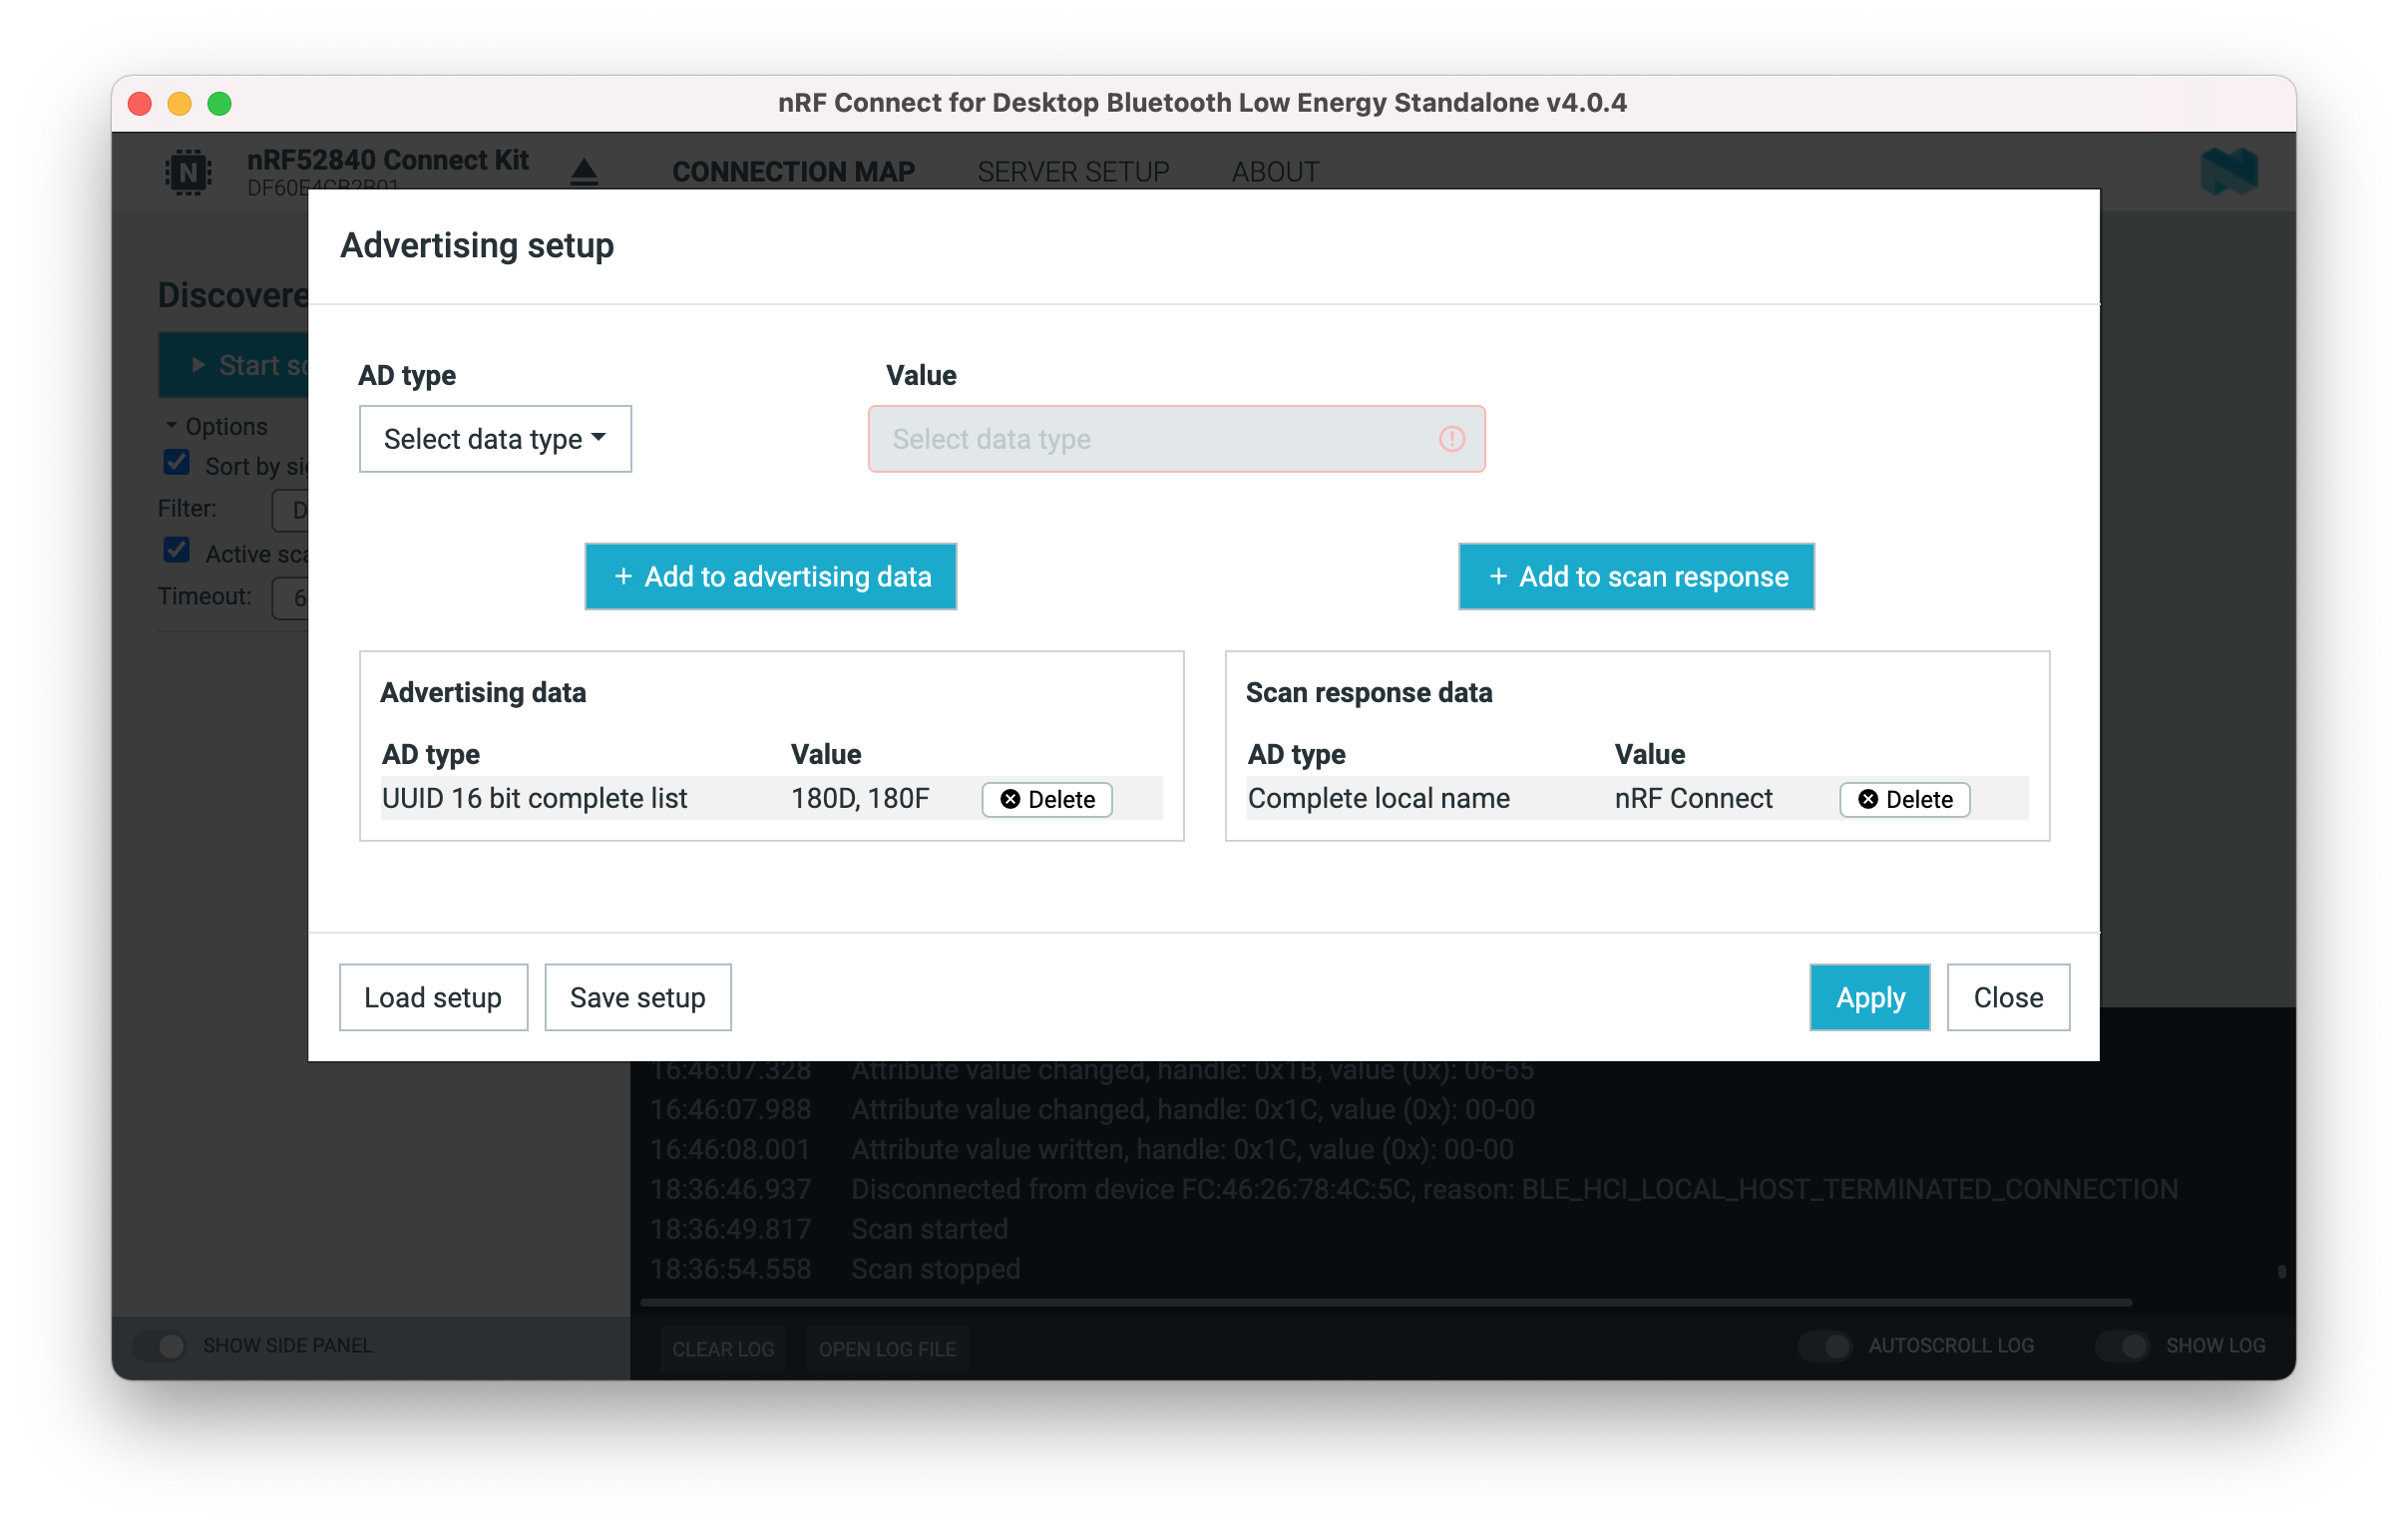 nRF Connect for Desktop Bluetooth Low Energy Standalone v4.0.4
nRF52840 Connect Kit
DF60E4CB2B01
CONNECTION MAP
SERVER SETUP
ABOUT
Discovere
Start sc
Options
Sort by sig
Filter:
D
Active sca
Timeout:
6
Advertising setup
AD type
Value
Select data type
Select data type
+ Add to advertising data
+ Add to scan response
Advertising data
AD type Value
UUID 16 bit complete list 180D, 180F Delete
Scan response data
AD type Value
Complete local name nRF Connect Delete
Load setup
Save setup
Apply
Close
16:46:07.328 Attribute value changed, handle: 0x1B, value (0x): 06-65
16:46:07.988 Attribute value changed, handle: 0x1C, value (0x): 00-00
16:46:08.001 Attribute value written, handle: 0x1C, value (0x): 00-00
18:36:46.937 Disconnected from device FC:46:26:78:4C:5C, reason: BLE_HCI_LOCAL_HOST_TERMINATED_CONNECTION
18:36:49.817 Scan started
18:36:54.558 Scan stopped
SHOW SIDE PANEL
CLEAR LOG
OPEN LOG FILE
AUTOSCROLL LOG
SHOW LOG